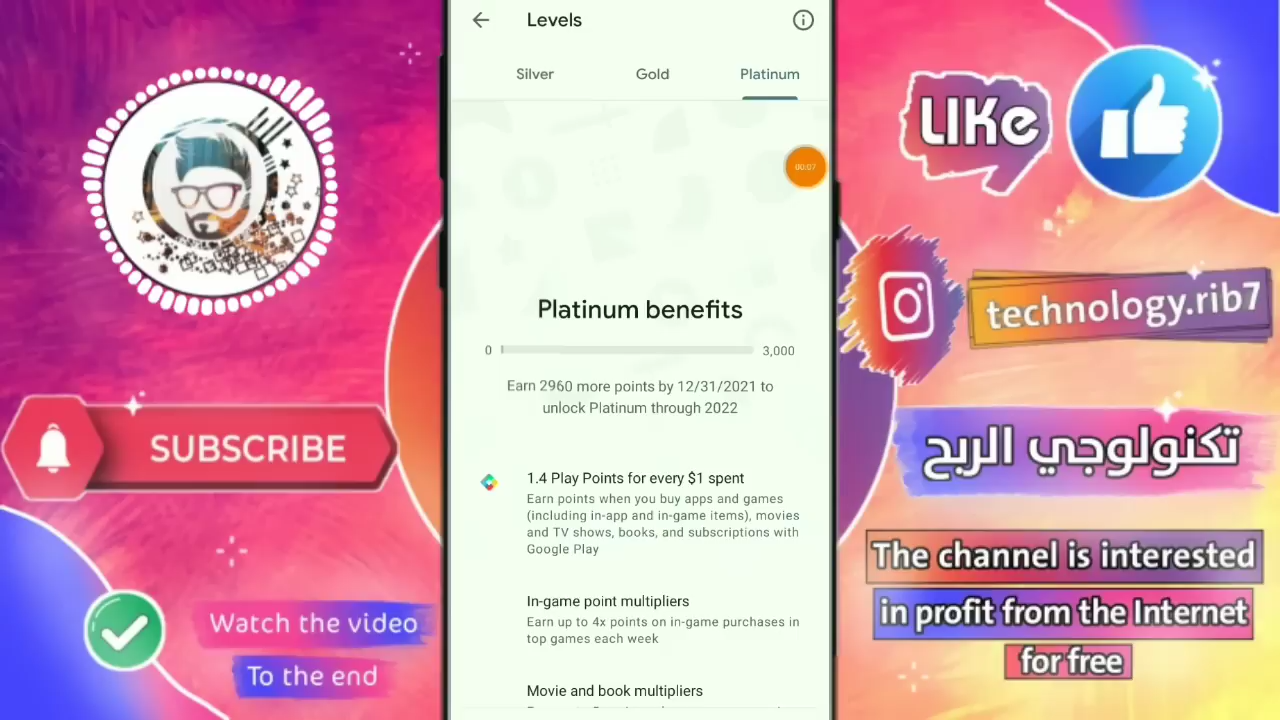 SUBSCRIBE
Watch the video
To the end
Levels
Silver
Gold
Platinum
00:07
Platinum benefits
0
3,000
Earn 2960 more points by 12/31/2021 to
unlock Platinum through 2022
1.4 Play Points for every $1 spent
Earn points when you buy apps and games
(including in-app and in-game items), movies
and TV shows, books, and subscriptions with
Google Play
In-game point multipliers
Earn up to 4x points on in-game purchases in
top games each week
Movie and book multipliers
LIKe
technology.rib7
تكنولوجي الربح
The channel is interested
in profit from the Internet
for free